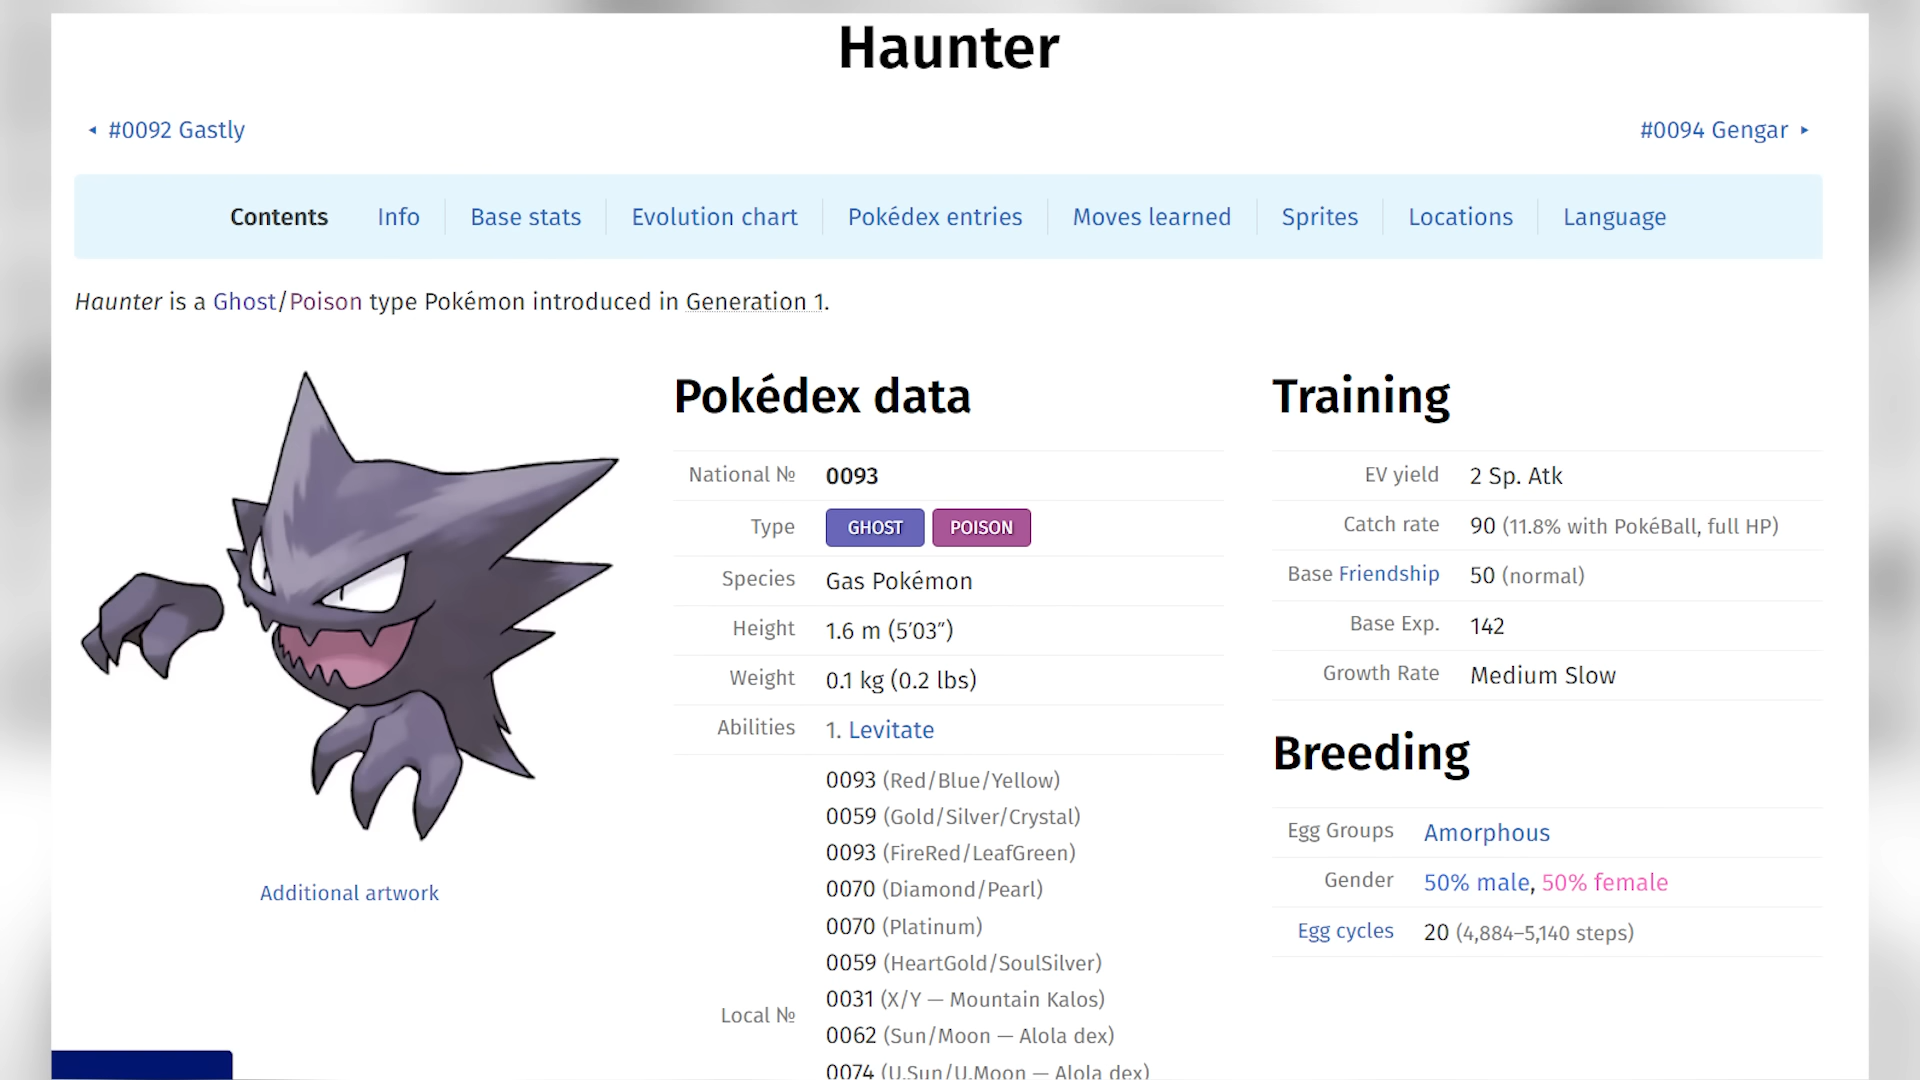 Haunter
◂ #0092 Gastly
#0094 Gengar ▸
Contents Info Base stats Evolution chart Pokédex entries Moves learned Sprites Locations Language
Haunter is a Ghost/Poison type Pokémon introduced in Generation 1.
Additional artwork
Pokédex data
National № 0093
Type GHOST POISON
Species Gas Pokémon
Height 1.6 m (5′03″)
Weight 0.1 kg (0.2 lbs)
Abilities 1. Levitate
Local № 0093 (Red/Blue/Yellow)
0059 (Gold/Silver/Crystal)
0093 (FireRed/LeafGreen)
0070 (Diamond/Pearl)
0070 (Platinum)
0059 (HeartGold/SoulSilver)
0031 (X/Y — Mountain Kalos)
0062 (Sun/Moon — Alola dex)
0074 (U.Sun/U.Moon — Alola dex)
Training
EV yield 2 Sp. Atk
Catch rate 90 (11.8% with PokéBall, full HP)
Base Friendship 50 (normal)
Base Exp. 142
Growth Rate Medium Slow
Breeding
Egg Groups Amorphous
Gender 50% male, 50% female
Egg cycles 20 (4,884–5,140 steps)